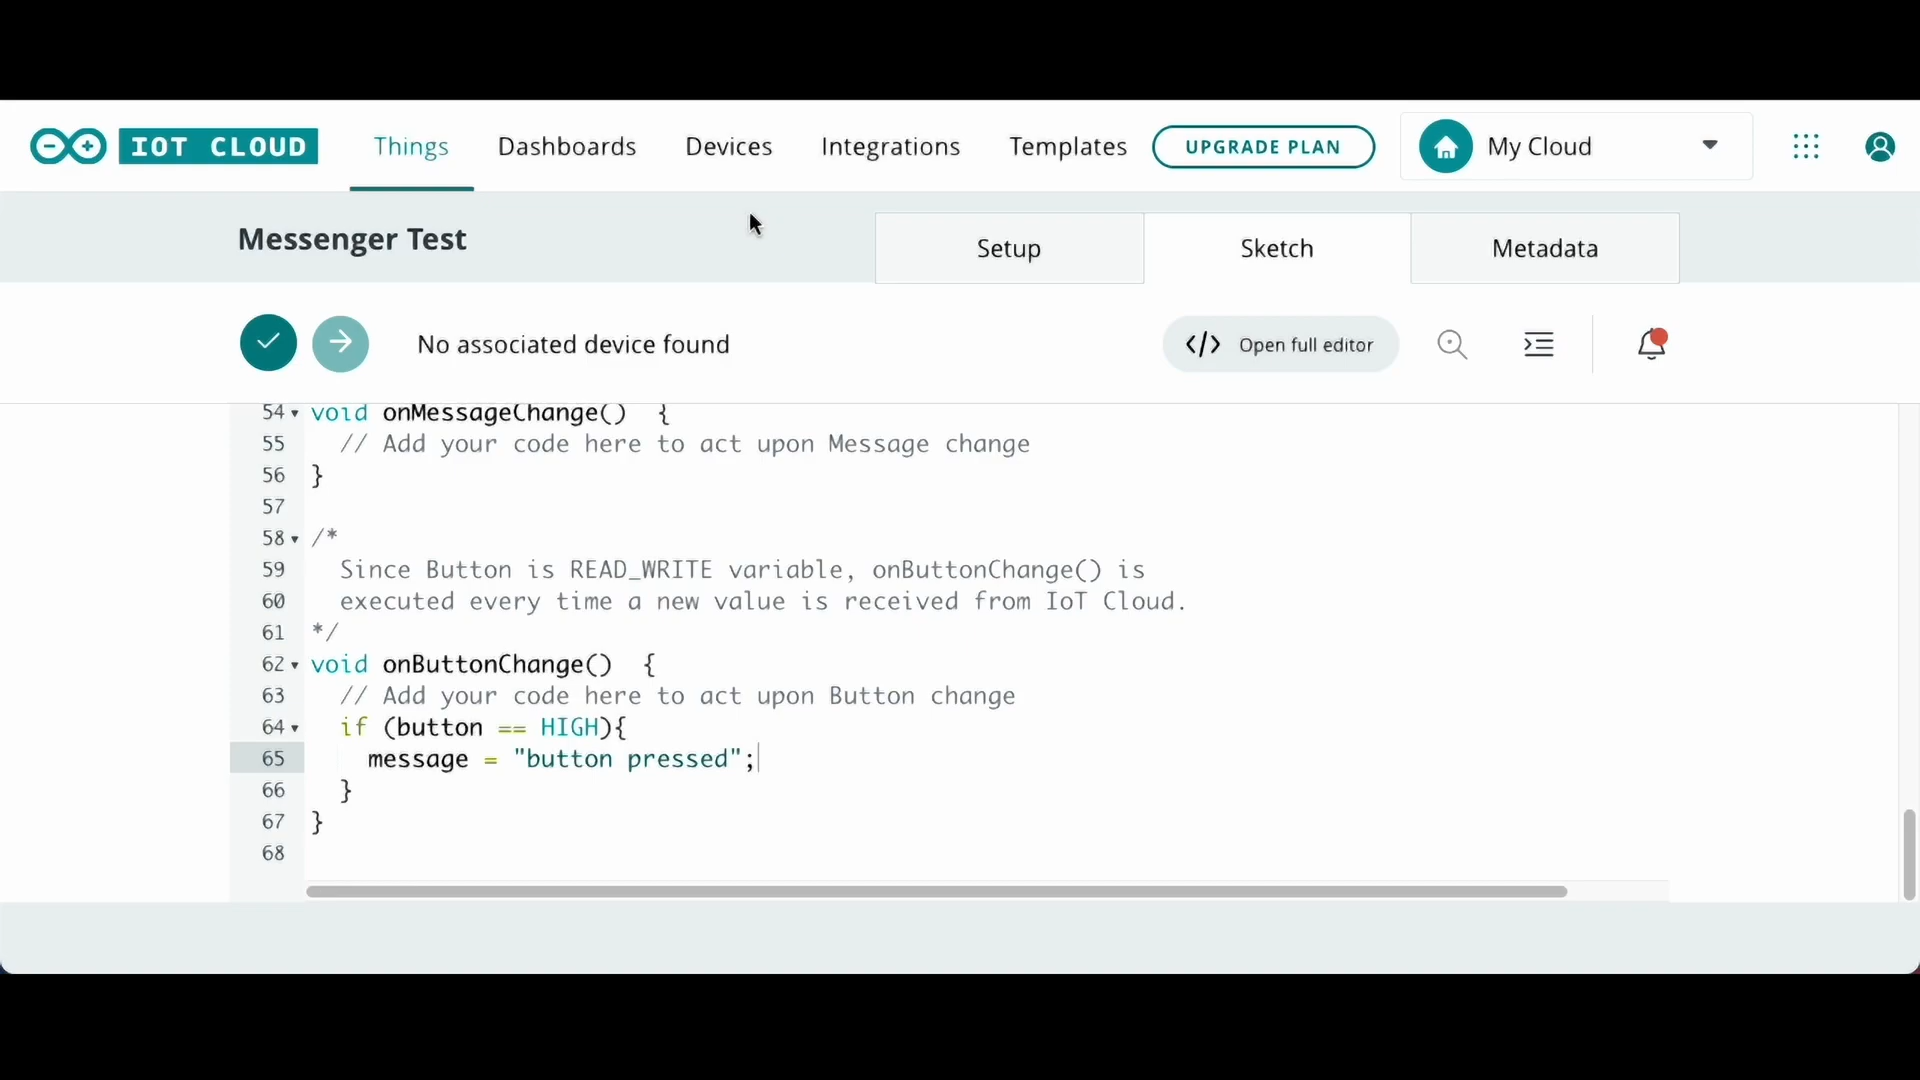 IOT CLOUD Things Dashboards Devices Integrations Templates UPGRADE PLAN My Cloud
Messenger Test Setup Sketch Metadata
No associated device found </> Open full editor
54 void onMessageChange() {
55 // Add your code here to act upon Message change
56 }
57
58 /*
59 Since Button is READ_WRITE variable, onButtonChange() is
60 executed every time a new value is received from IoT Cloud.
61 */
62 void onButtonChange() {
63 // Add your code here to act upon Button change
64 if (button == HIGH){
65 message = "button pressed";
66 }
67 }
68